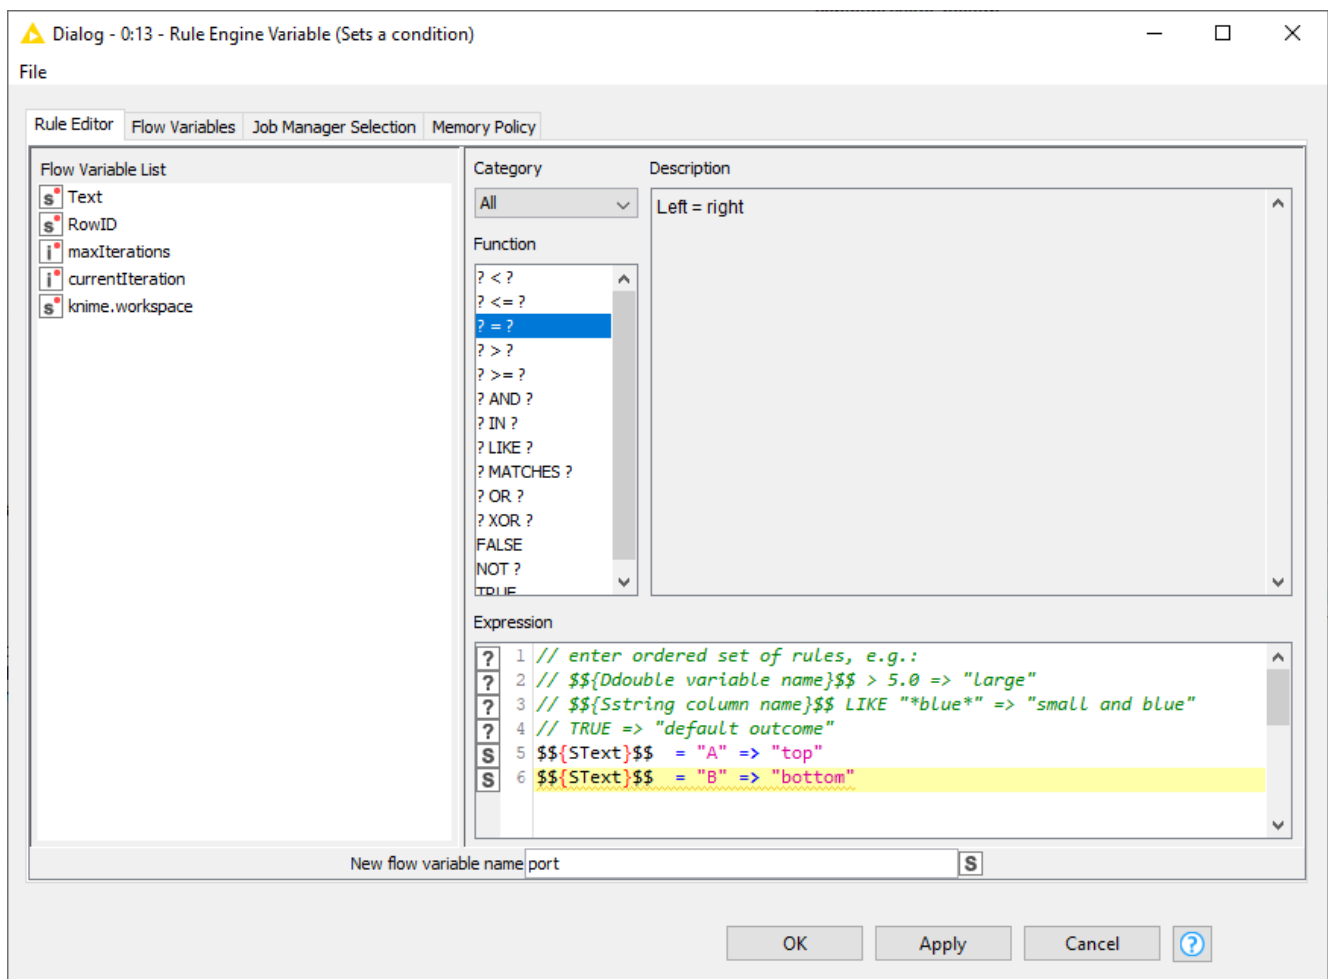 Dialog - 0:13 - Rule Engine Variable (Sets a condition)
File
Rule Editor Flow Variables Job Manager Selection Memory Policy
Flow Variable List
s Text
s RowID
i maxIterations
i currentIteration
s knime.workspace
Category
All
Function
? < ?
? <= ?
? = ?
? > ?
? >= ?
? AND ?
? IN ?
? LIKE ?
? MATCHES ?
? OR ?
? XOR ?
FALSE
NOT ?
TRUE
Description
Left = right
Expression
? 1 // enter ordered set of rules, e.g.:
? 2 // $${Ddouble variable name}$$ > 5.0 => "large"
? 3 // $${Sstring column name}$$ LIKE "*blue*" => "small and blue"
? 4 // TRUE => "default outcome"
S 5 $${SText}$$  = "A" => "top"
S 6 $${SText}$$  = "B" => "bottom"
New flow variable name port S
OK Apply Cancel ?